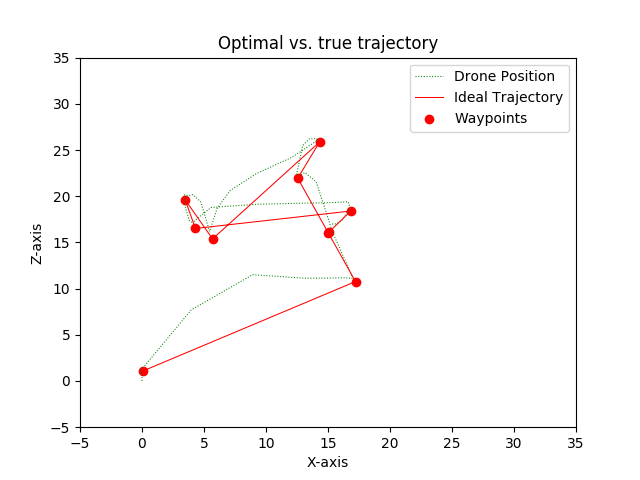 Optimal vs. true trajectory
Drone Position
Ideal Trajectory
Waypoints
Z-axis
35
30
25
20
15
10
5
0
−5
−5 0 5 10 15 20 25 30 35
X-axis